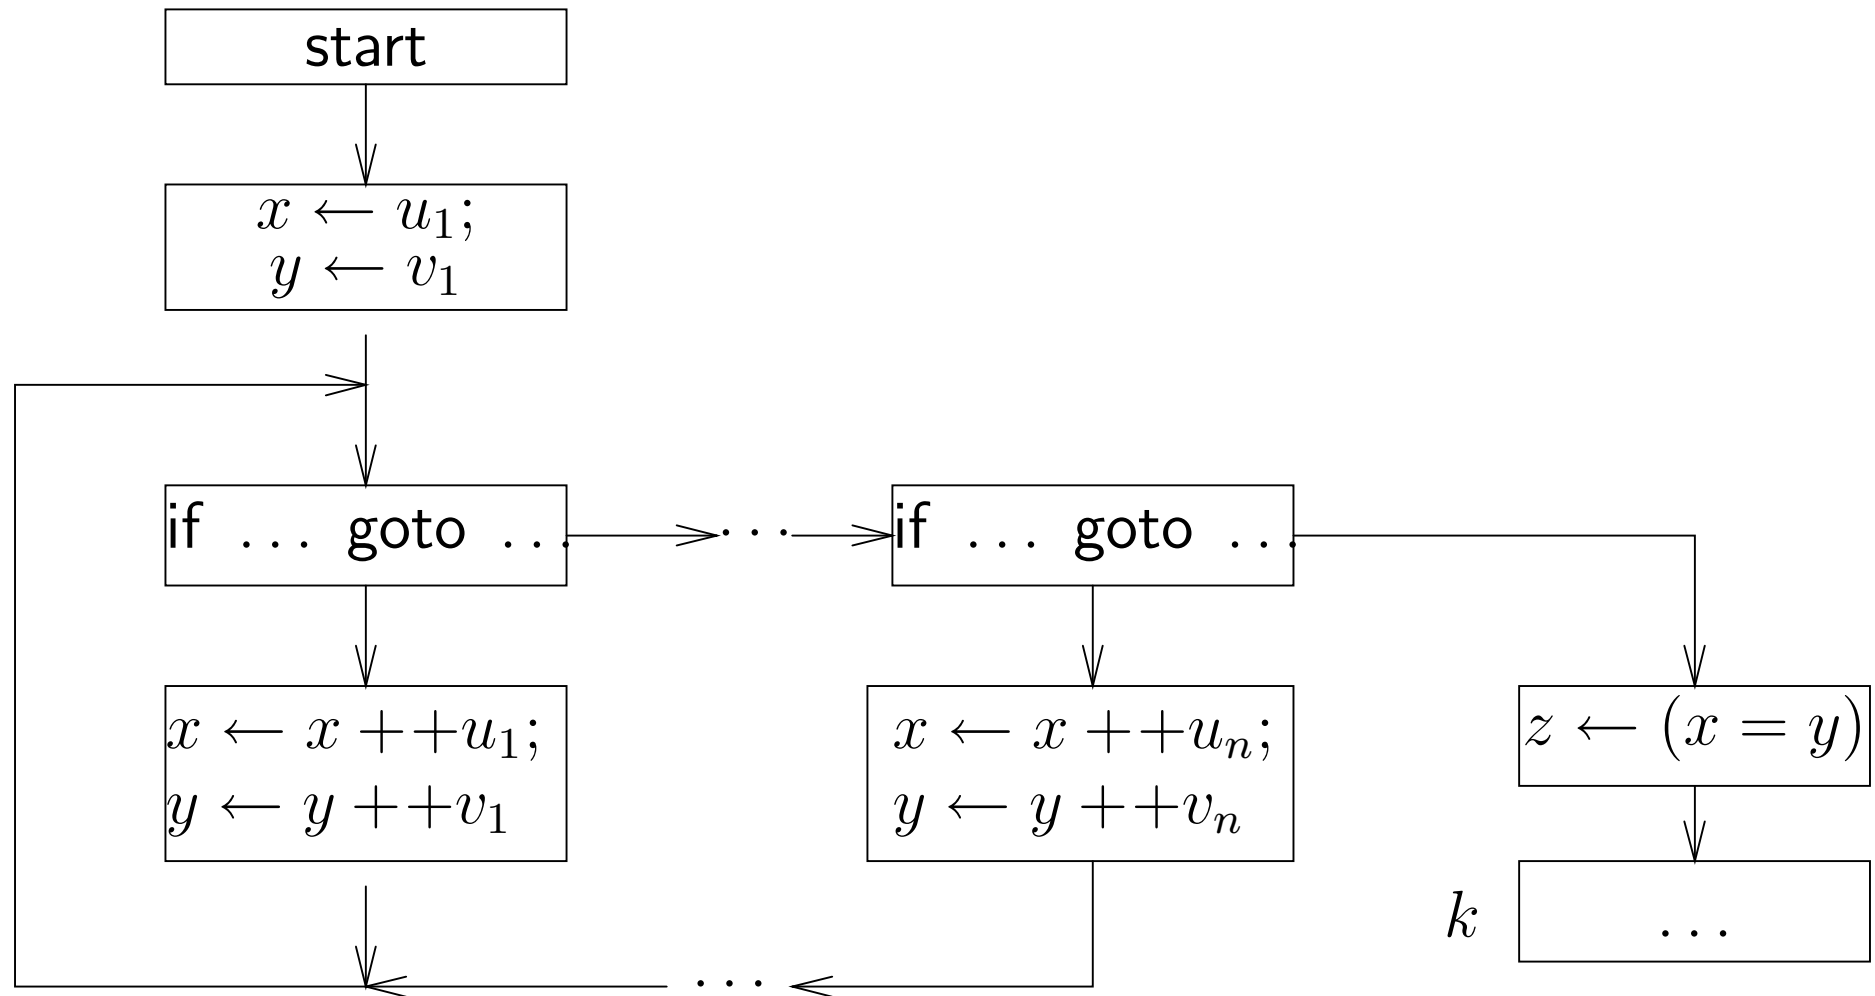 start
x ← u₁;
y ← v₁
if … goto …
…
if … goto …
x ← x ++u₁;
y ← y ++v₁
x ← x ++uₙ;
y ← y ++vₙ
z ← (x = y)
k
…
…